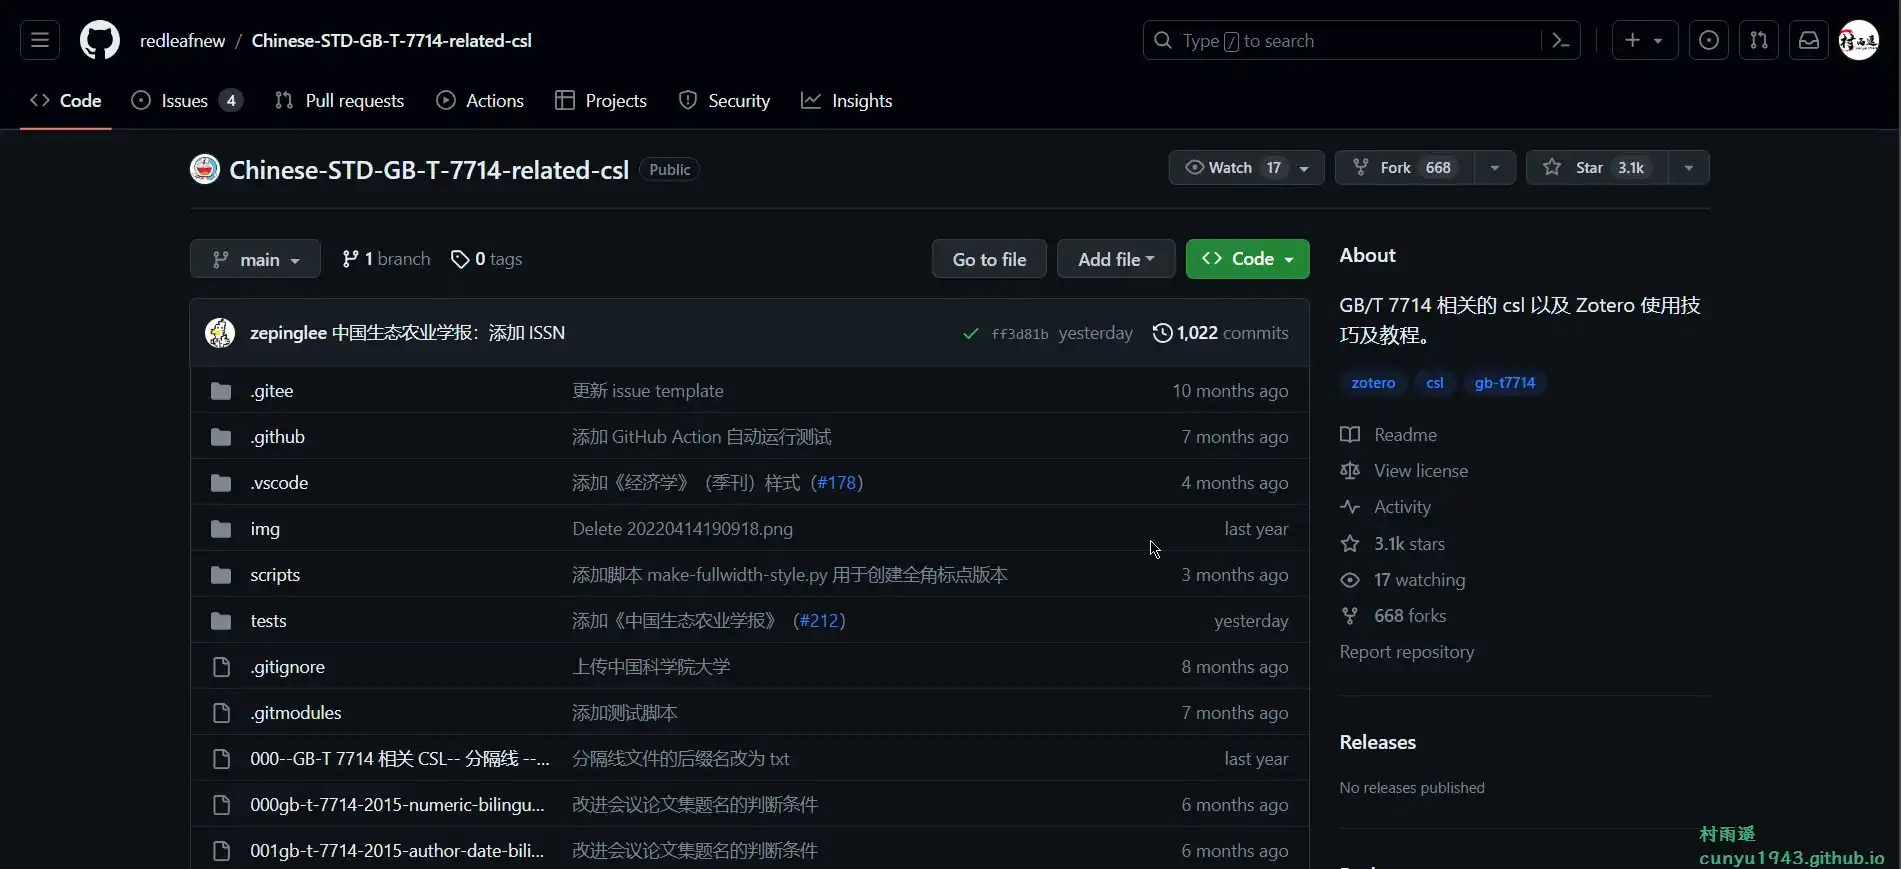 redleafnew / Chinese-STD-GB-T-7714-related-csl
Type / to search
Code Issues 4 Pull requests Actions Projects Security Insights
Chinese-STD-GB-T-7714-related-csl Public
Watch 17 Fork 668 Star 3.1k
main 1 branch 0 tags Go to file Add file Code
zepinglee 中国生态农业学报：添加 ISSN ff3d81b yesterday 1,022 commits
.gitee 更新 issue template 10 months ago
.github 添加 GitHub Action 自动运行测试 7 months ago
.vscode 添加《经济学》（季刊）样式（#178） 4 months ago
img Delete 20220414190918.png last year
scripts 添加脚本 make-fullwidth-style.py 用于创建全角标点版本 3 months ago
tests 添加《中国生态农业学报》（#212） yesterday
.gitignore 上传中国科学院大学 8 months ago
.gitmodules 添加测试脚本 7 months ago
000--GB-T 7714 相关 CSL-- 分隔线 --... 分隔线文件的后缀名改为 txt last year
000gb-t-7714-2015-numeric-bilingu... 改进会议论文集题名的判断条件 6 months ago
001gb-t-7714-2015-author-date-bili... 改进会议论文集题名的判断条件 6 months ago
About
GB/T 7714 相关的 csl 以及 Zotero 使用技
巧及教程。
zotero csl gb-t7714
Readme
View license
Activity
3.1k stars
17 watching
668 forks
Report repository
Releases
No releases published
村雨遥
cunyu1943.github.io